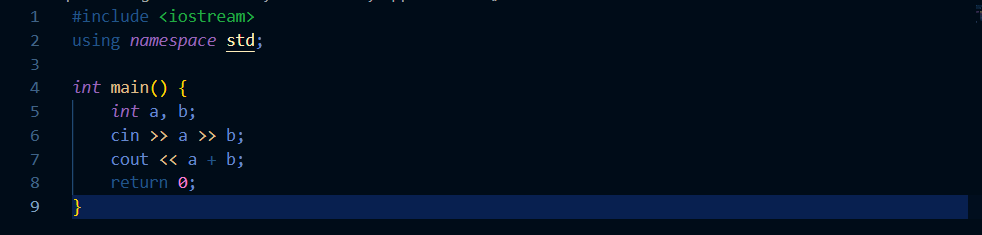 1 #include <iostream>
2 using namespace std;
3
4 int main() {
5     int a, b;
6     cin >> a >> b;
7     cout << a + b;
8     return 0;
9 }